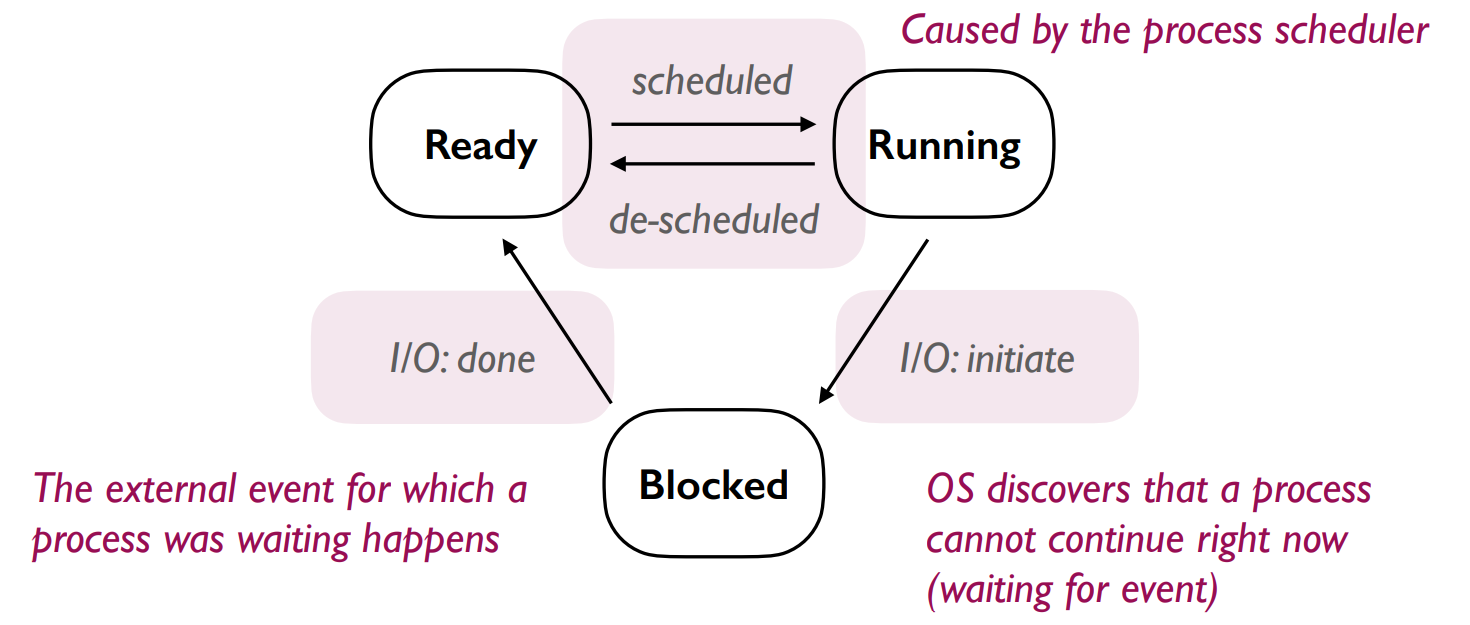 Caused by the process scheduler
scheduled
Ready
Running
de-scheduled
I/O: done
I/O: initiate
Blocked
The external event for which a
process was waiting happens
OS discovers that a process
cannot continue right now
(waiting for event)